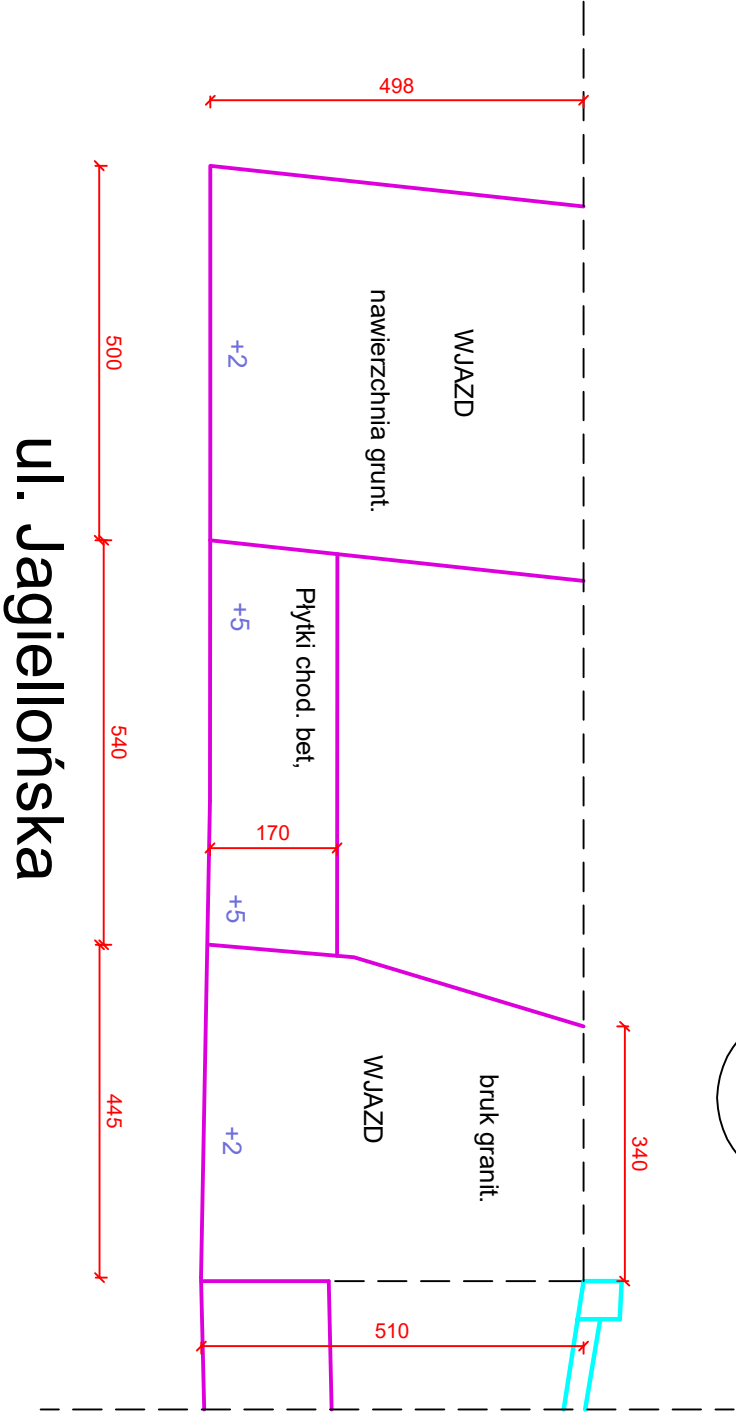 498
WJAZD
nawierzchnia grunt.
+2
500
Płytki chod. bet,
+5
540
170
+5
ul. Jagiellońska
bruk granit.
WJAZD
+2
445
340
510